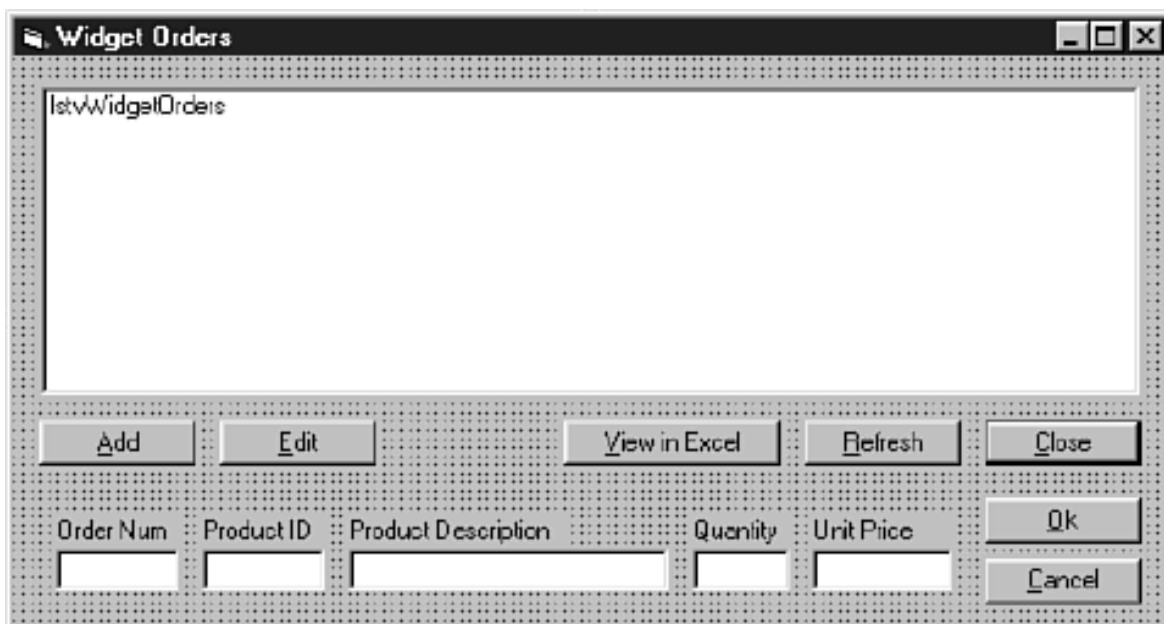 Widget Orders
lstvWidgetOrders
Add Edit View in Excel Refresh Close
Order Num Product ID Product Description Quantity Unit Price Ok
Cancel